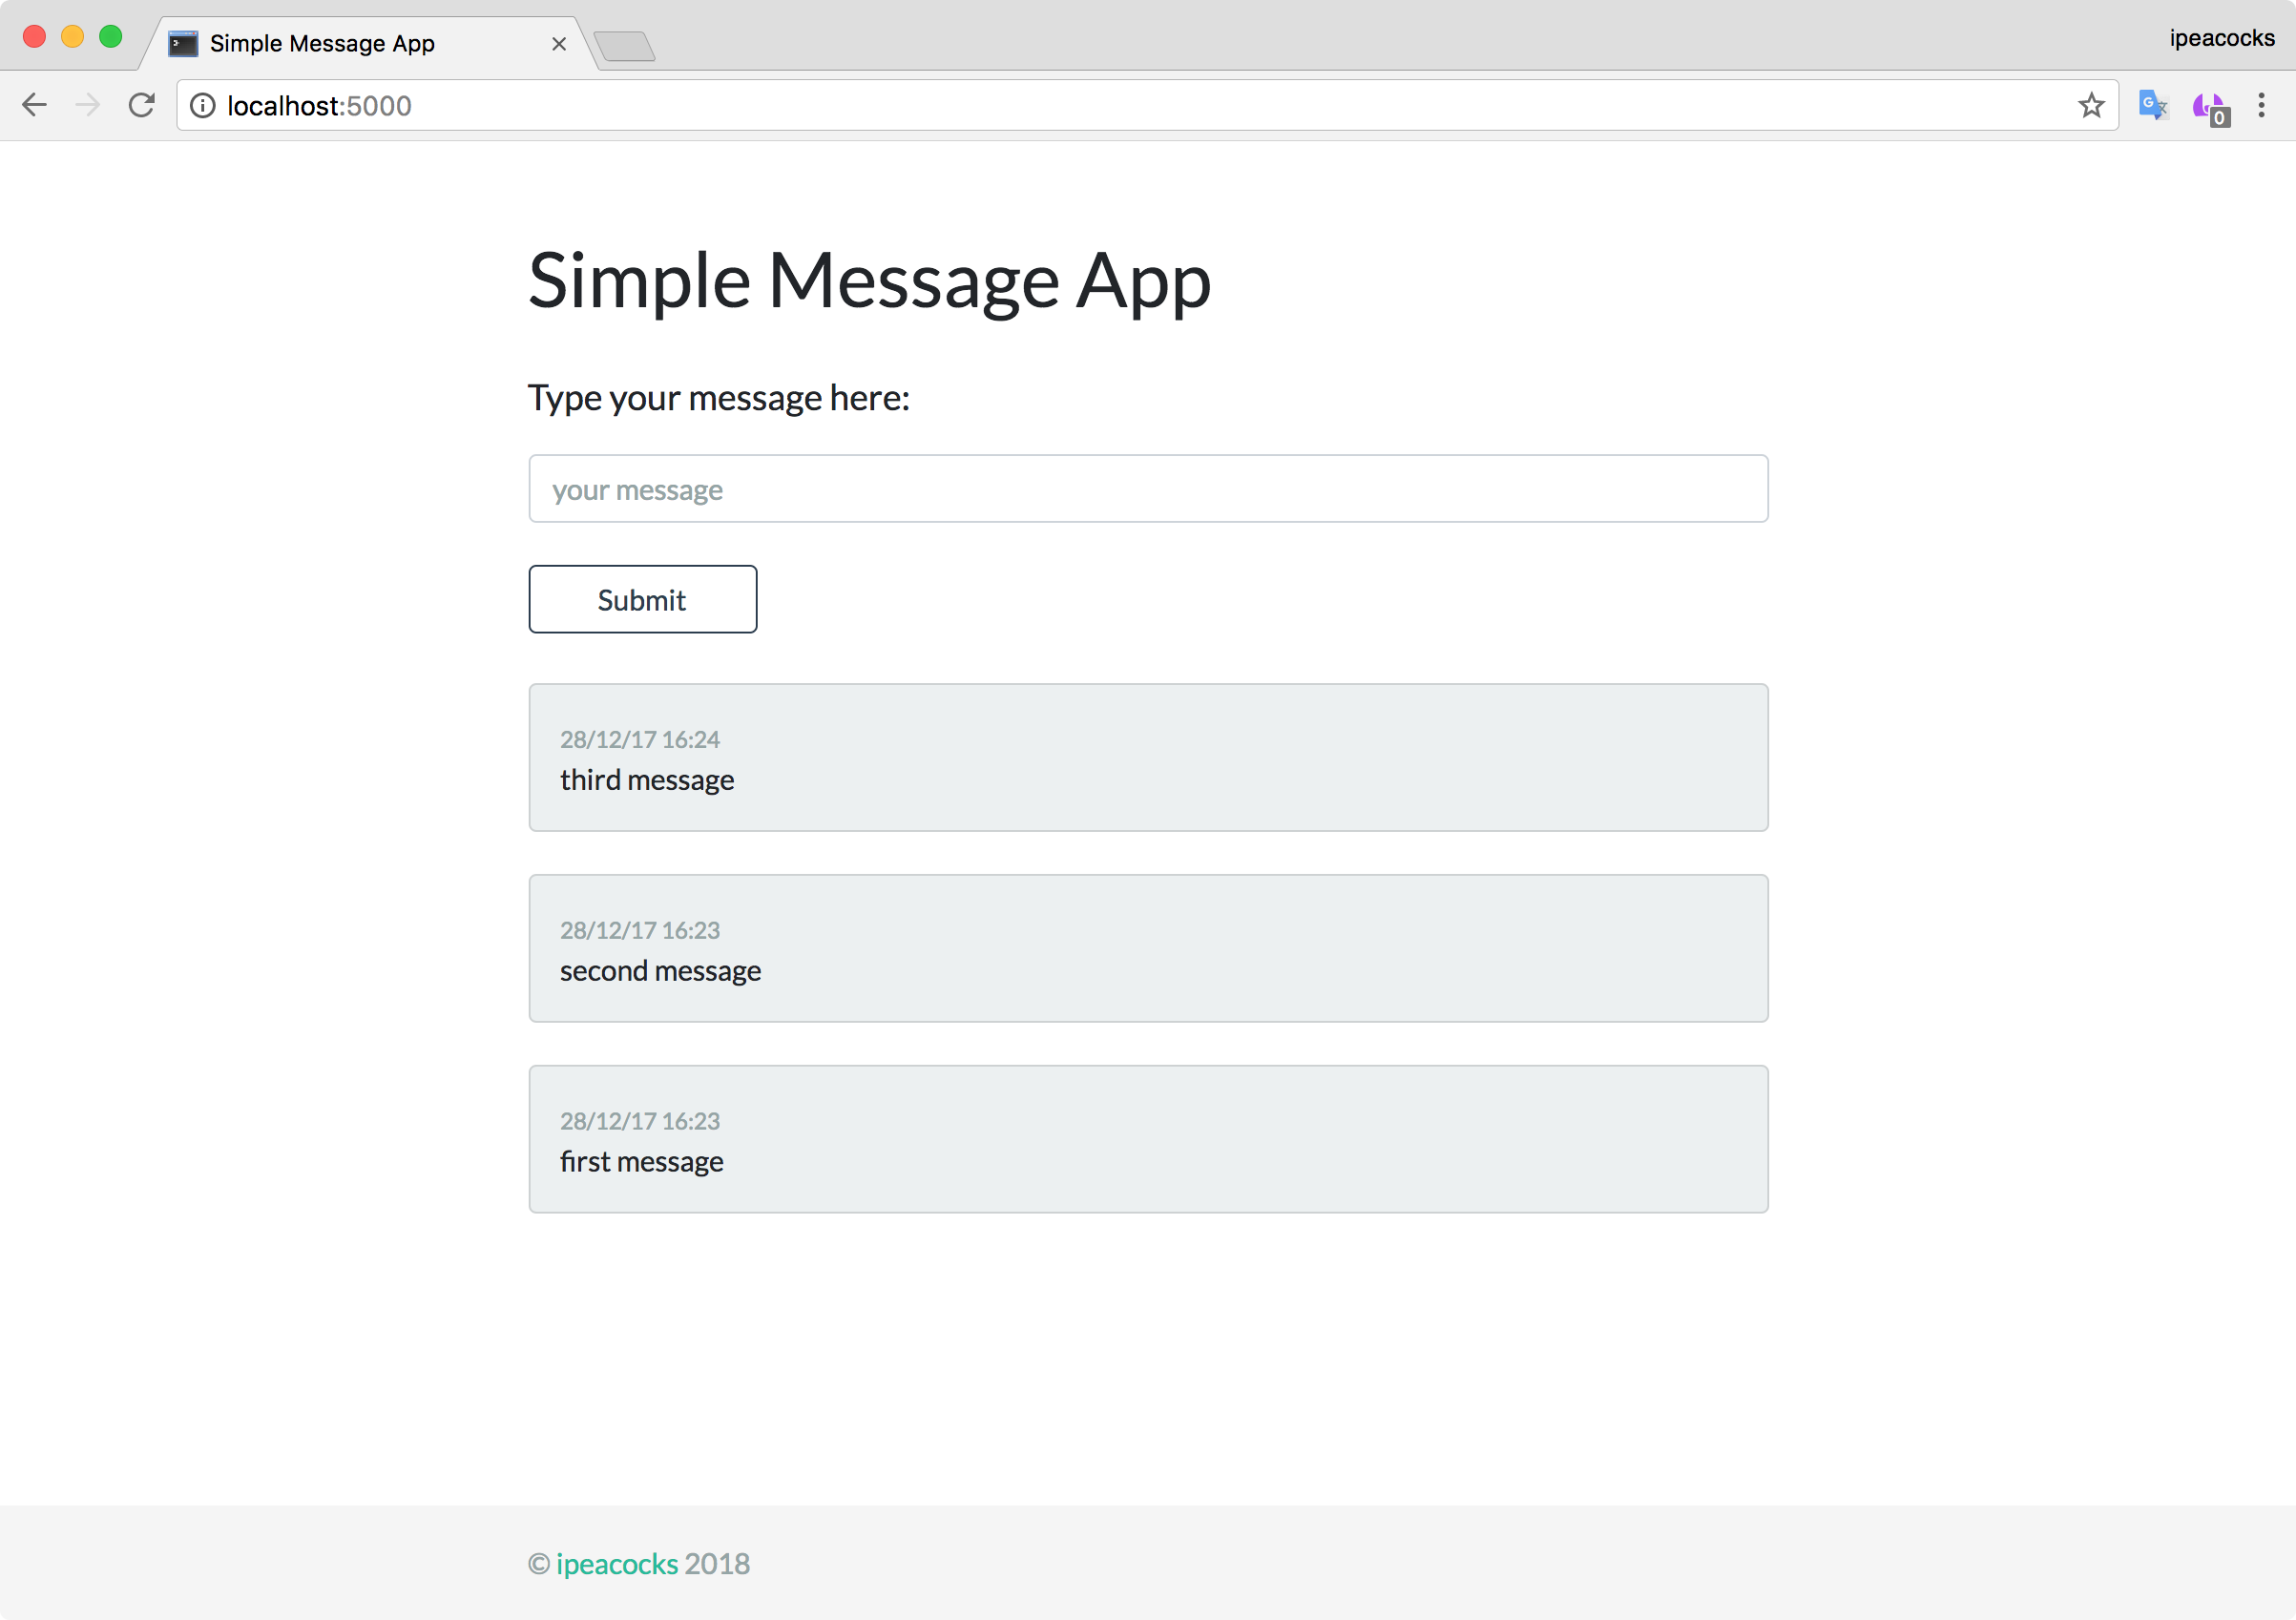 Simple Message App
ipeacocks
localhost:5000
0
Simple Message App
Type your message here:
your message
Submit
28/12/17 16:24
third message
28/12/17 16:23
second message
28/12/17 16:23
first message
© ipeacocks 2018